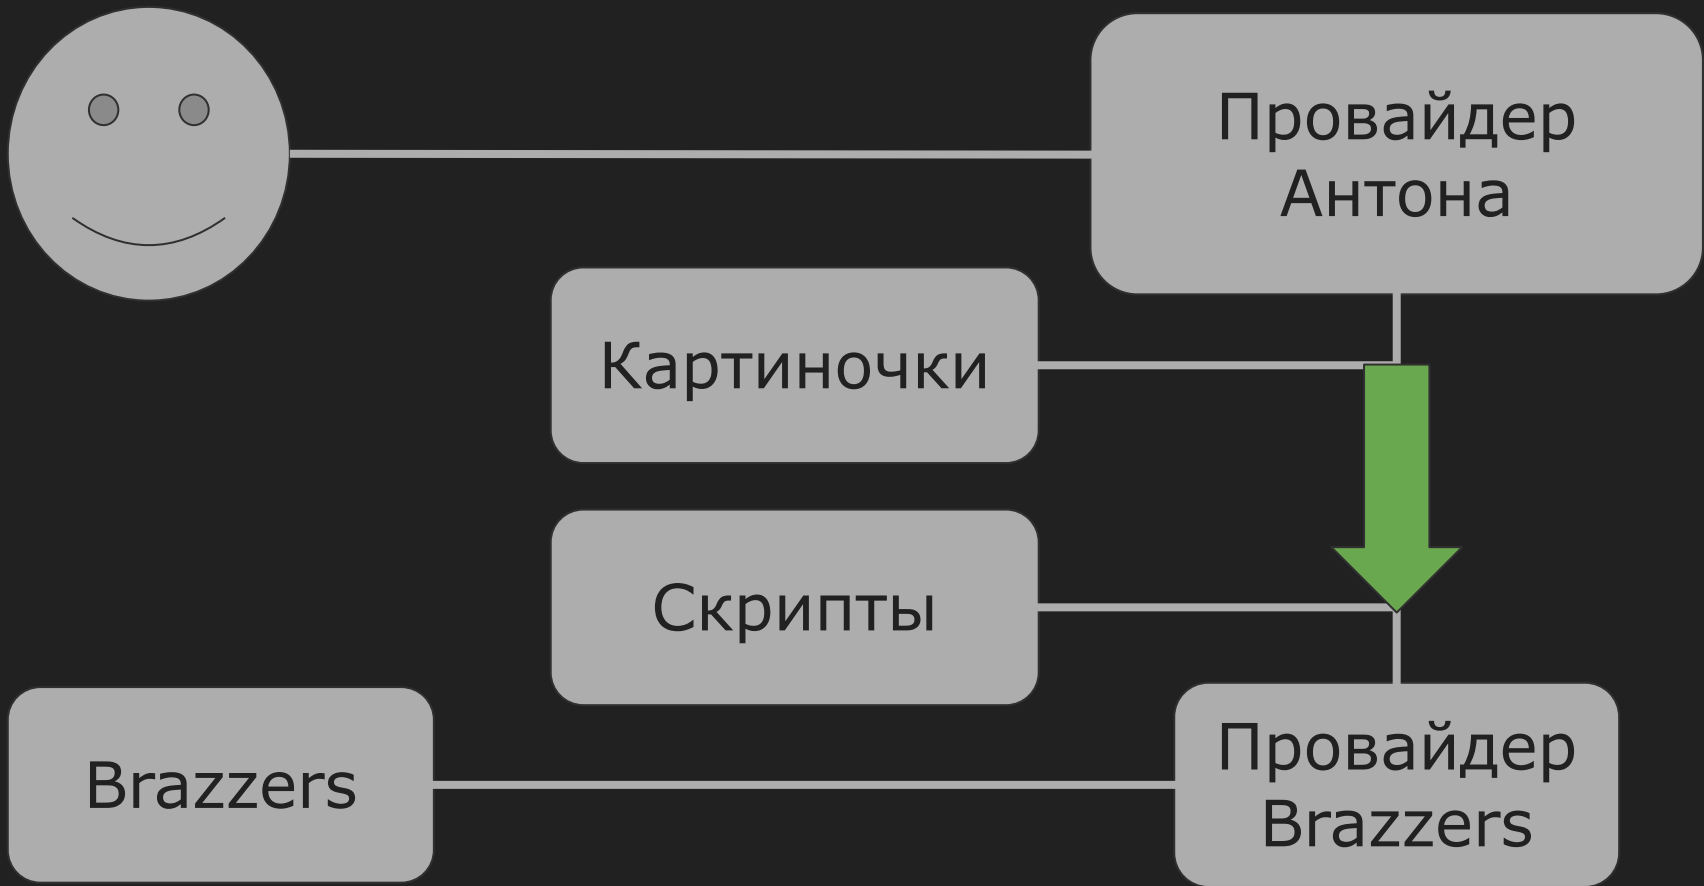 Провайдер
Антона
Картиночки
Скрипты
Brazzers
Провайдер
Brazzers